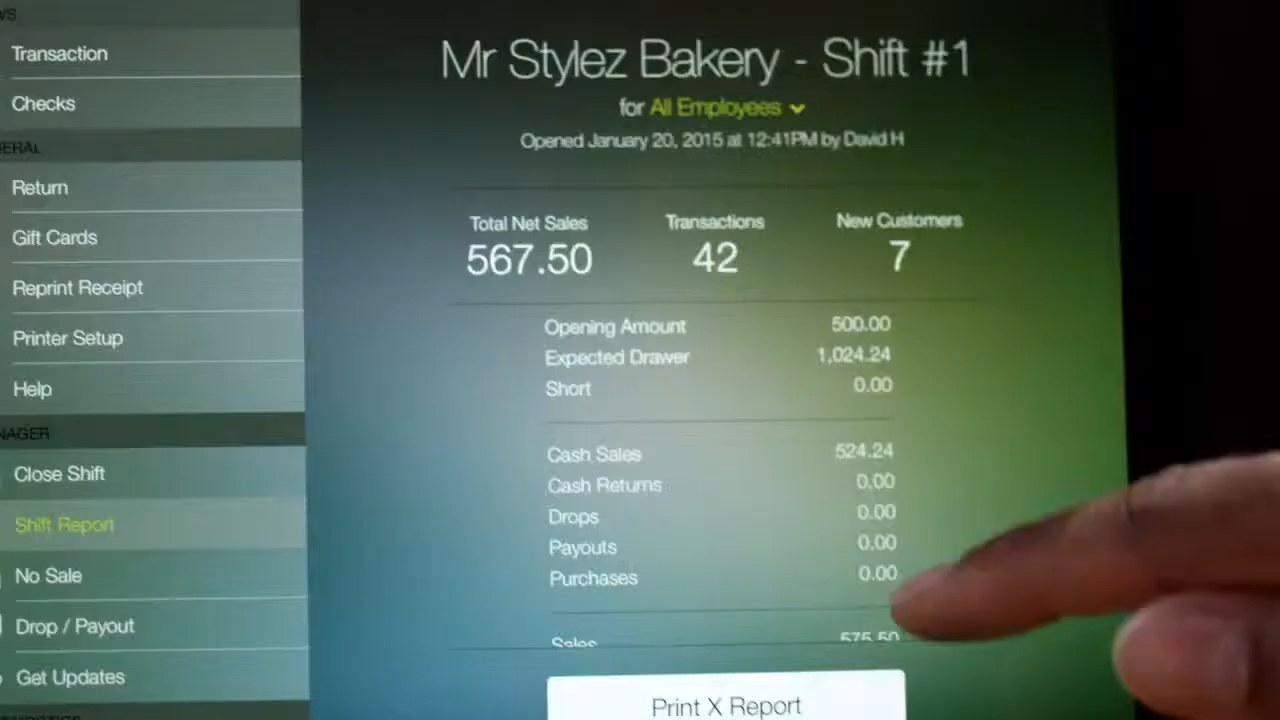 Transaction
Checks
Return
Gift Cards
Reprint Receipt
Printer Setup
Help
Close Shift
Shift Report
No Sale
Drop / Payout
Get Updates
Mr Stylez Bakery - Shift #1
for All Employees
Opened January 20, 2015 at 12:41PM by David H
Total Net Sales Transactions New Customers
567.50 42 7
Opening Amount 500.00
Expected Drawer 1,024.24
Short 0.00
Cash Sales 524.24
Cash Returns 0.00
Drops 0.00
Payouts 0.00
Purchases 0.00
Sales 575.50
Print X Report